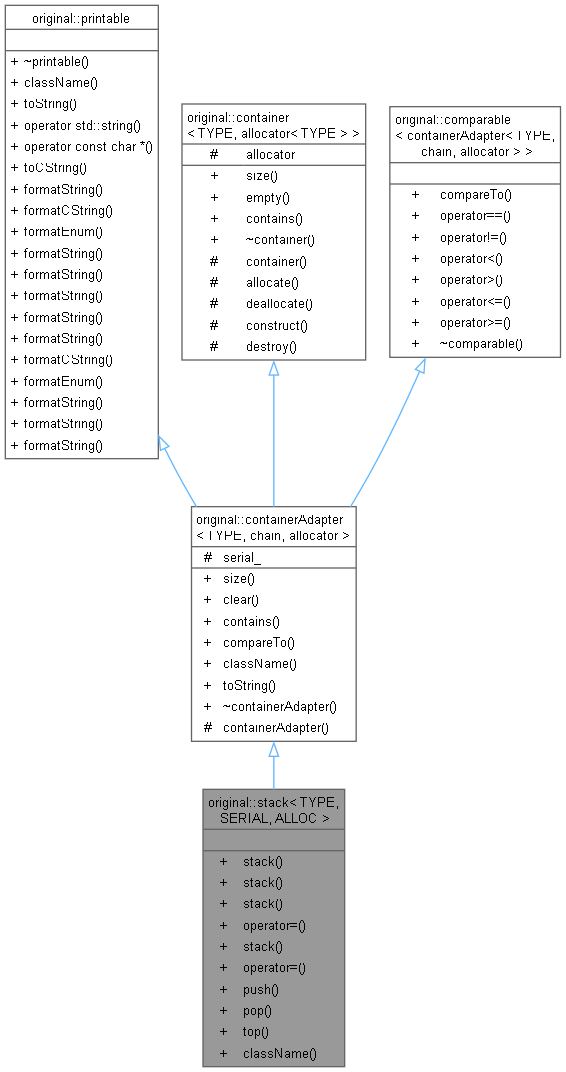 original::printable
+ ~printable()
+ className()
+ toString()
+ operator std::string()
+ operator const char *()
+ toCString()
+ formatString()
+ formatCString()
+ formatEnum()
+ formatString()
+ formatString()
+ formatString()
+ formatString()
+ formatString()
+ formatCString()
+ formatEnum()
+ formatString()
+ formatString()
+ formatString()
original::container
< TYPE, allocator< TYPE > >
# allocator
+ size()
+ empty()
+ contains()
+ ~container()
# container()
# allocate()
# deallocate()
# construct()
# destroy()
original::comparable
< containerAdapter< TYPE,
chain, allocator > >
+ compareTo()
+ operator==()
+ operator!=()
+ operator<()
+ operator>()
+ operator<=()
+ operator>=()
+ ~comparable()
original::containerAdapter
< TYPE, chain, allocator >
# serial_
+ size()
+ clear()
+ contains()
+ compareTo()
+ className()
+ toString()
+ ~containerAdapter()
# containerAdapter()
original::stack< TYPE,
SERIAL, ALLOC >
+ stack()
+ stack()
+ stack()
+ operator=()
+ stack()
+ operator=()
+ push()
+ pop()
+ top()
+ className()